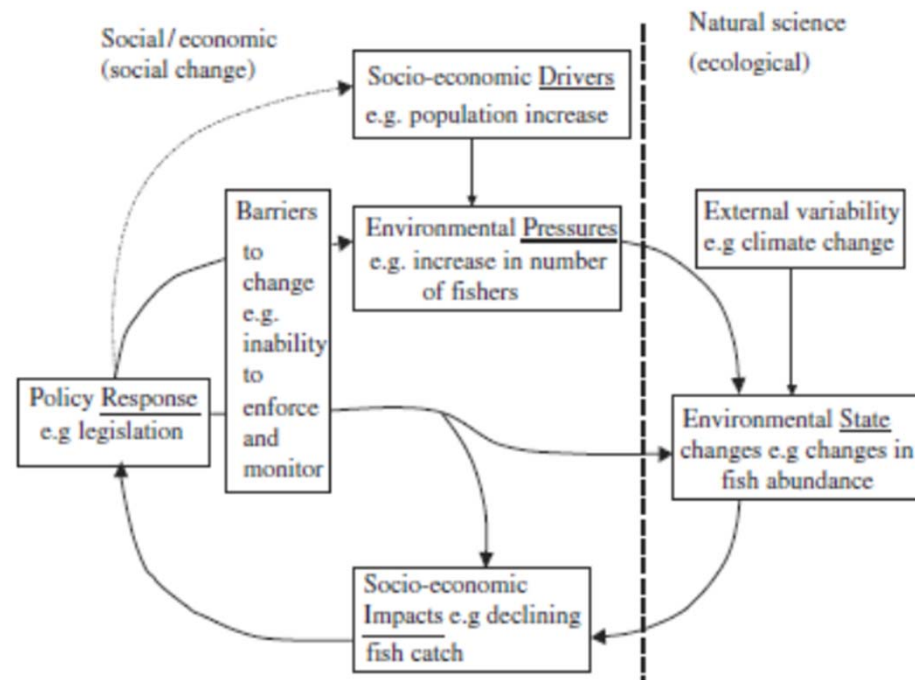 Social/economic
(social change)
Natural science
(ecological)
Socio-economic Drivers
e.g. population increase
Barriers
to
change
e.g.
inability
to
enforce
and
monitor
Environmental Pressures
e.g. increase in number
of fishers
External variability
e.g climate change
Policy Response
e.g legislation
Environmental State
changes e.g changes in
fish abundance
Socio-economic
Impacts e.g declining
fish catch